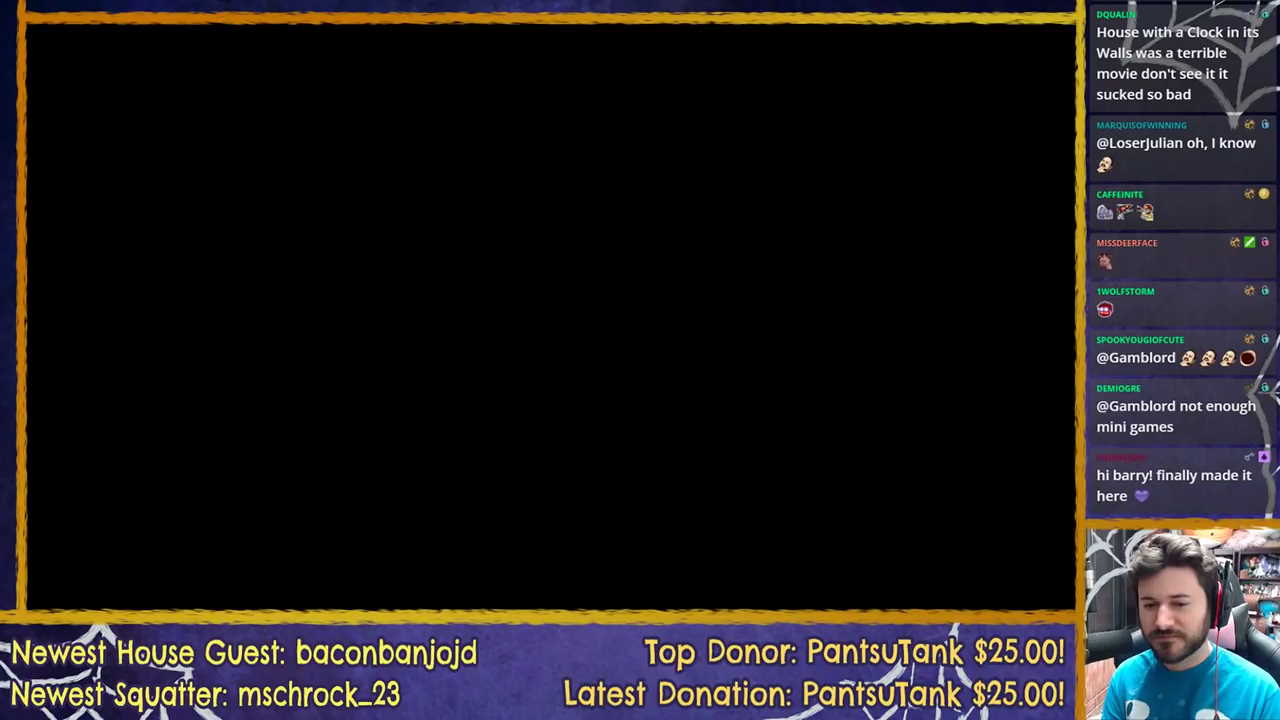 DQUALIN
House with a Clock in its
Walls was a terrible
movie don't see it it
sucked so bad
MARQUISOFWINNING
@LoserJulian oh, I know
CAFFEINITE
MISSDEERFACE
1WOLFSTORM
SPOOKYOUGIOFCUTE
@Gamblord
DEMIOGRE
@Gamblord not enough
mini games
hi barry! finally made it
here
Newest House Guest: baconbanjojd
Newest Squatter: mschrock_23
Top Donor: PantsuTank $25.00!
Latest Donation: PantsuTank $25.00!